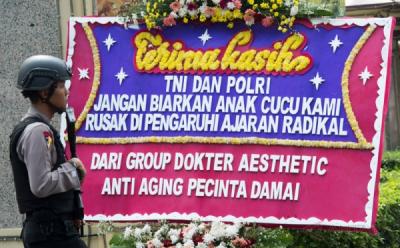 Terima kasih
TNI DAN POLRI
JANGAN BIARKAN ANAK CUCU KAMI
RUSAK DI PENGARUHI AJARAN RADIKAL
DARI GROUP DOKTER AESTHETIC
ANTI AGING PECINTA DAMAI